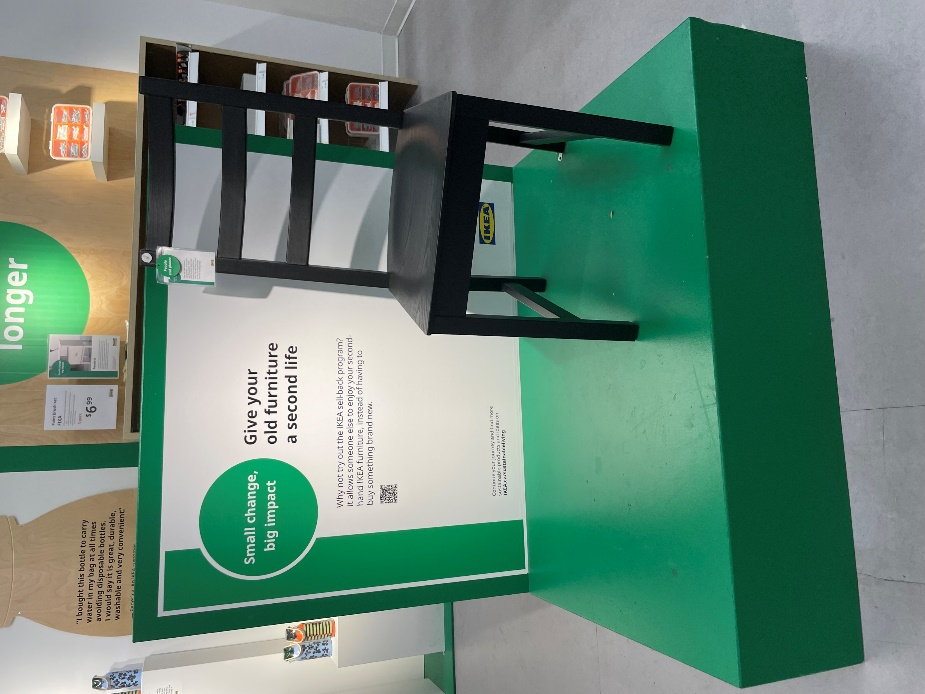 Small change,
big impact
Give your
old furniture
a second life
Why not try out the IKEA sell-back program?
It allows someone else to enjoy your second
hand IKEA furniture, instead of having to
buy something brand new.
IKEA
longer
$6.99
"I bought this bottle to carry
water in my bag at all times
avoiding disposable bottles.
I would say it is great, durable,
washable and very convenient"